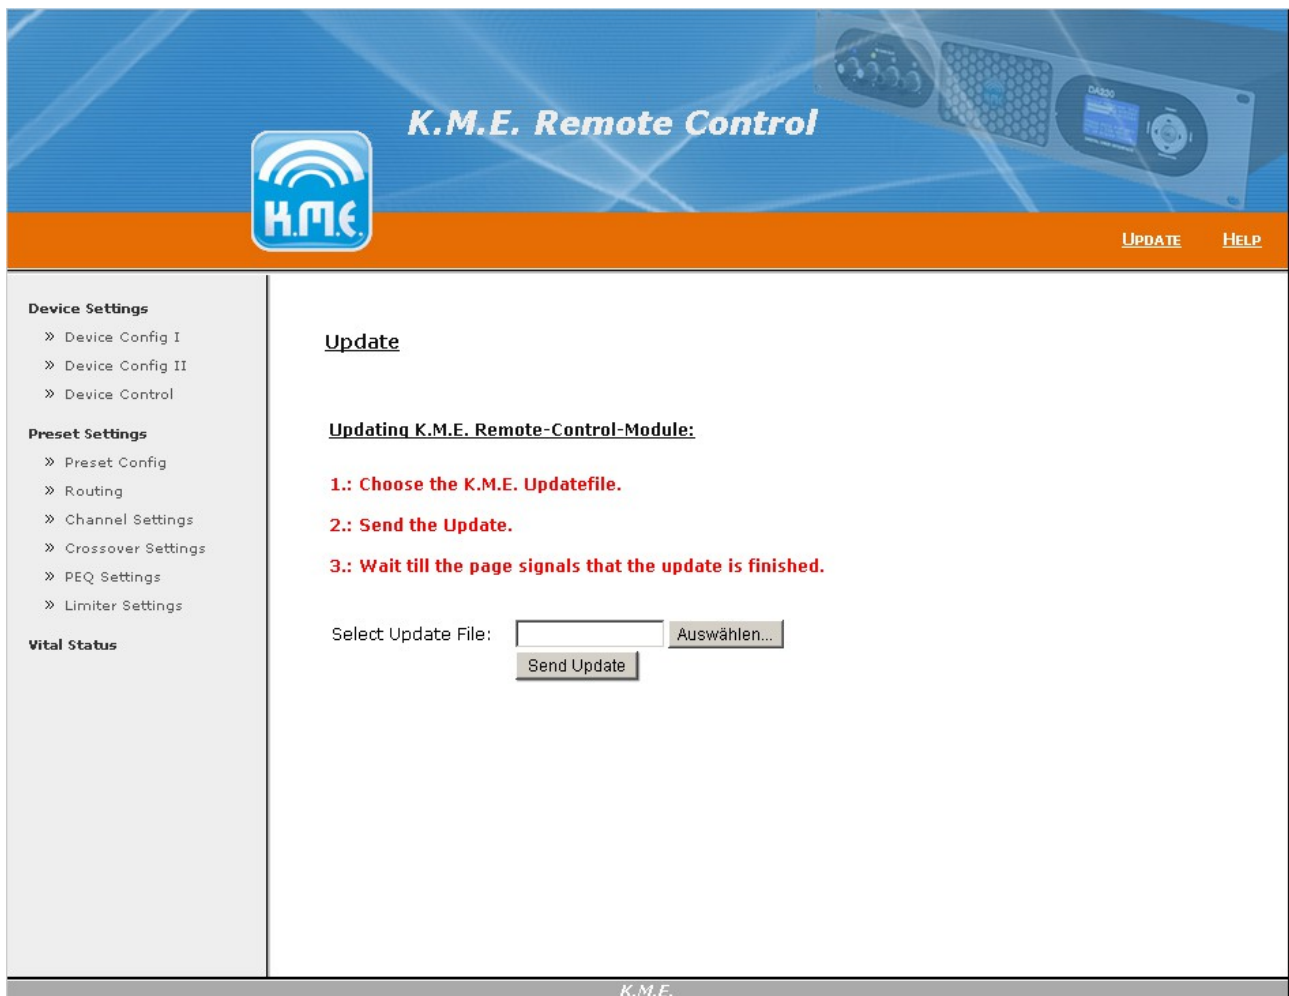 K.M.E. Remote Control
DA230
K.M.E.
UPDATE HELP
Device Settings
» Device Config I
» Device Config II
» Device Control
Preset Settings
» Preset Config
» Routing
» Channel Settings
» Crossover Settings
» PEQ Settings
» Limiter Settings
Vital Status
Update
Updating K.M.E. Remote-Control-Module:
1.: Choose the K.M.E. Updatefile.
2.: Send the Update.
3.: Wait till the page signals that the update is finished.
Select Update File: Auswählen...
Send Update
K.M.E.